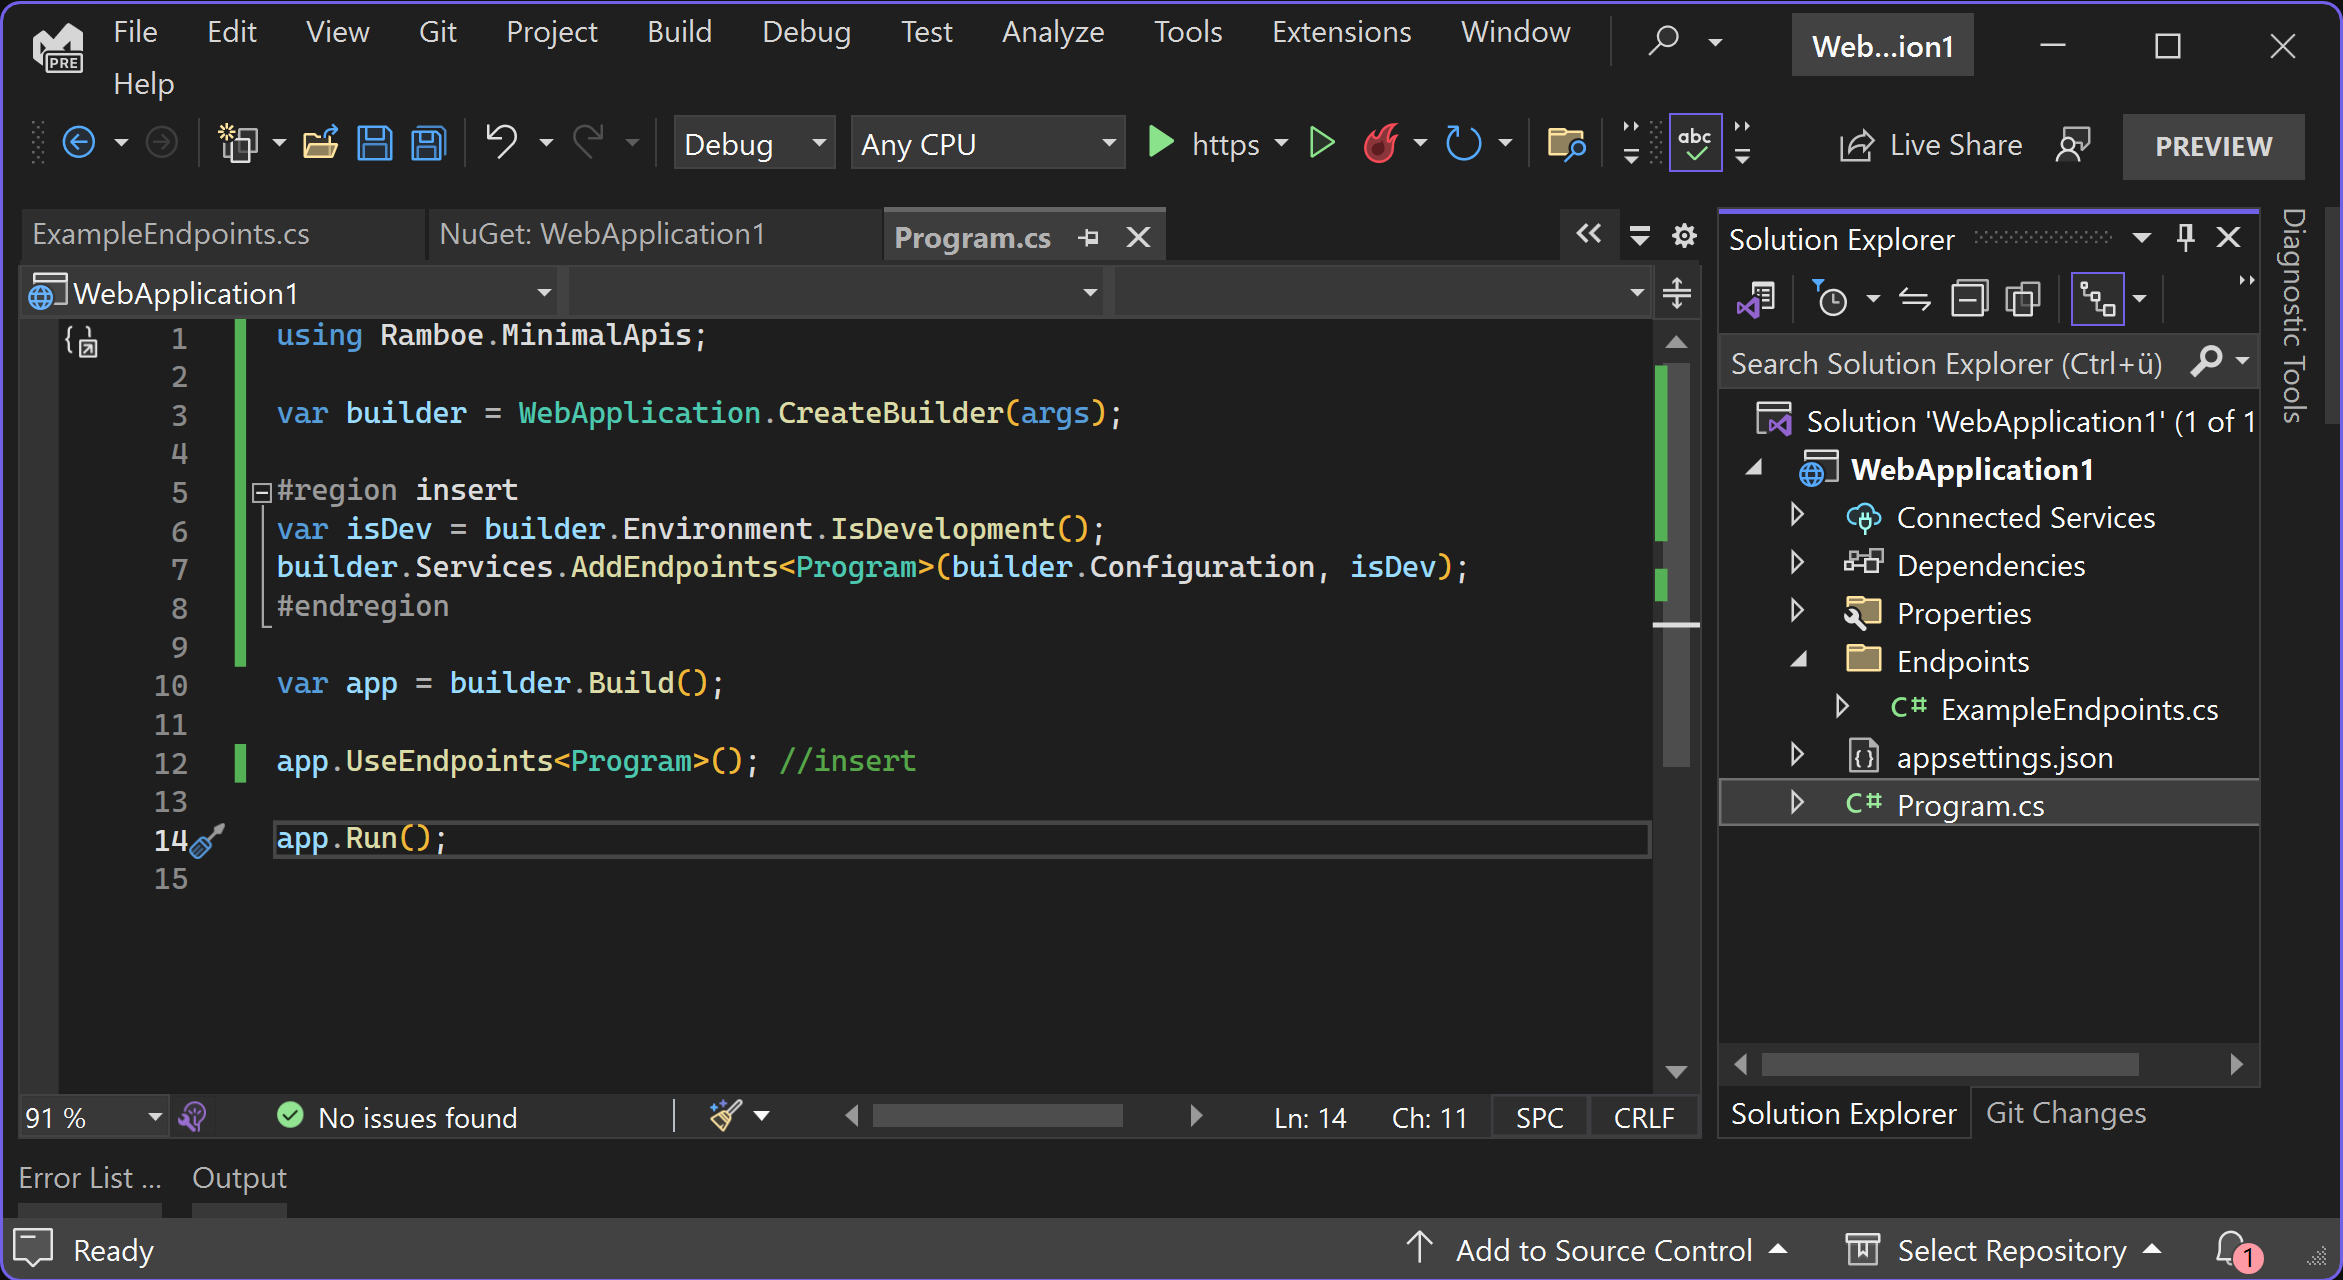 File Edit View Git Project Build Debug Test Analyze Tools Extensions Window
Help
PRE
Web...ion1
Debug Any CPU https abc Live Share PREVIEW
ExampleEndpoints.cs NuGet: WebApplication1 Program.cs
WebApplication1
1 using Ramboe.MinimalApis;
2
3 var builder = WebApplication.CreateBuilder(args);
4
5 #region insert
6 var isDev = builder.Environment.IsDevelopment();
7 builder.Services.AddEndpoints<Program>(builder.Configuration, isDev);
8 #endregion
9
10 var app = builder.Build();
11
12 app.UseEndpoints<Program>(); //insert
13
14 app.Run();
15
91 % No issues found Ln: 14 Ch: 11 SPC CRLF
Solution Explorer
Search Solution Explorer (Ctrl+ü)
Solution 'WebApplication1' (1 of 1
WebApplication1
Connected Services
Dependencies
Properties
Endpoints
C# ExampleEndpoints.cs
appsettings.json
C# Program.cs
Solution Explorer Git Changes
Diagnostic Tools
Error List ... Output
Ready Add to Source Control Select Repository 1